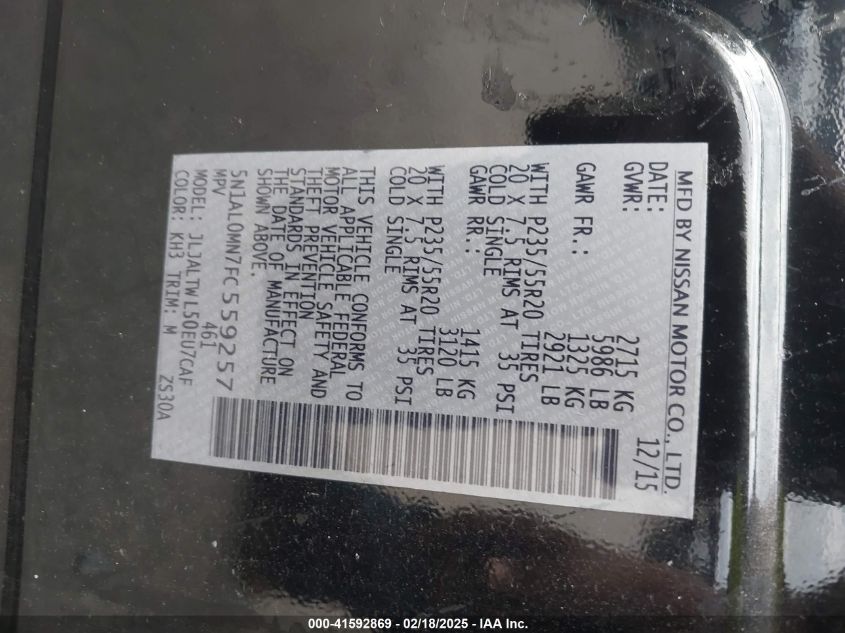 MFD BY NISSAN MOTOR CO., LTD.
DATE: 12/15
GVWR: 2715 KG
5986 LB
GAWR FR.: 1325 KG
2921 LB
WITH P235/55R20 TIRES
20 X 7.5 RIMS AT 35 PSI
COLD SINGLE
GAWR RR.: 1415 KG
3120 LB
WITH P235/55R20 TIRES
20 X 7.5 RIMS AT 35 PSI
COLD SINGLE
THIS VEHICLE CONFORMS TO
ALL APPLICABLE FEDERAL
MOTOR VEHICLE SAFETY AND
THEFT PREVENTION
STANDARDS IN EFFECT ON
THE DATE OF MANUFACTURE
SHOWN ABOVE.
5N1AL0MN7FC559257
MPV 461
MODEL: JLJALTWL50EU7CAF
COLOR: KH3 TRIM: M ZS30A
000-41592869 - 02/18/2025 - IAA Inc.